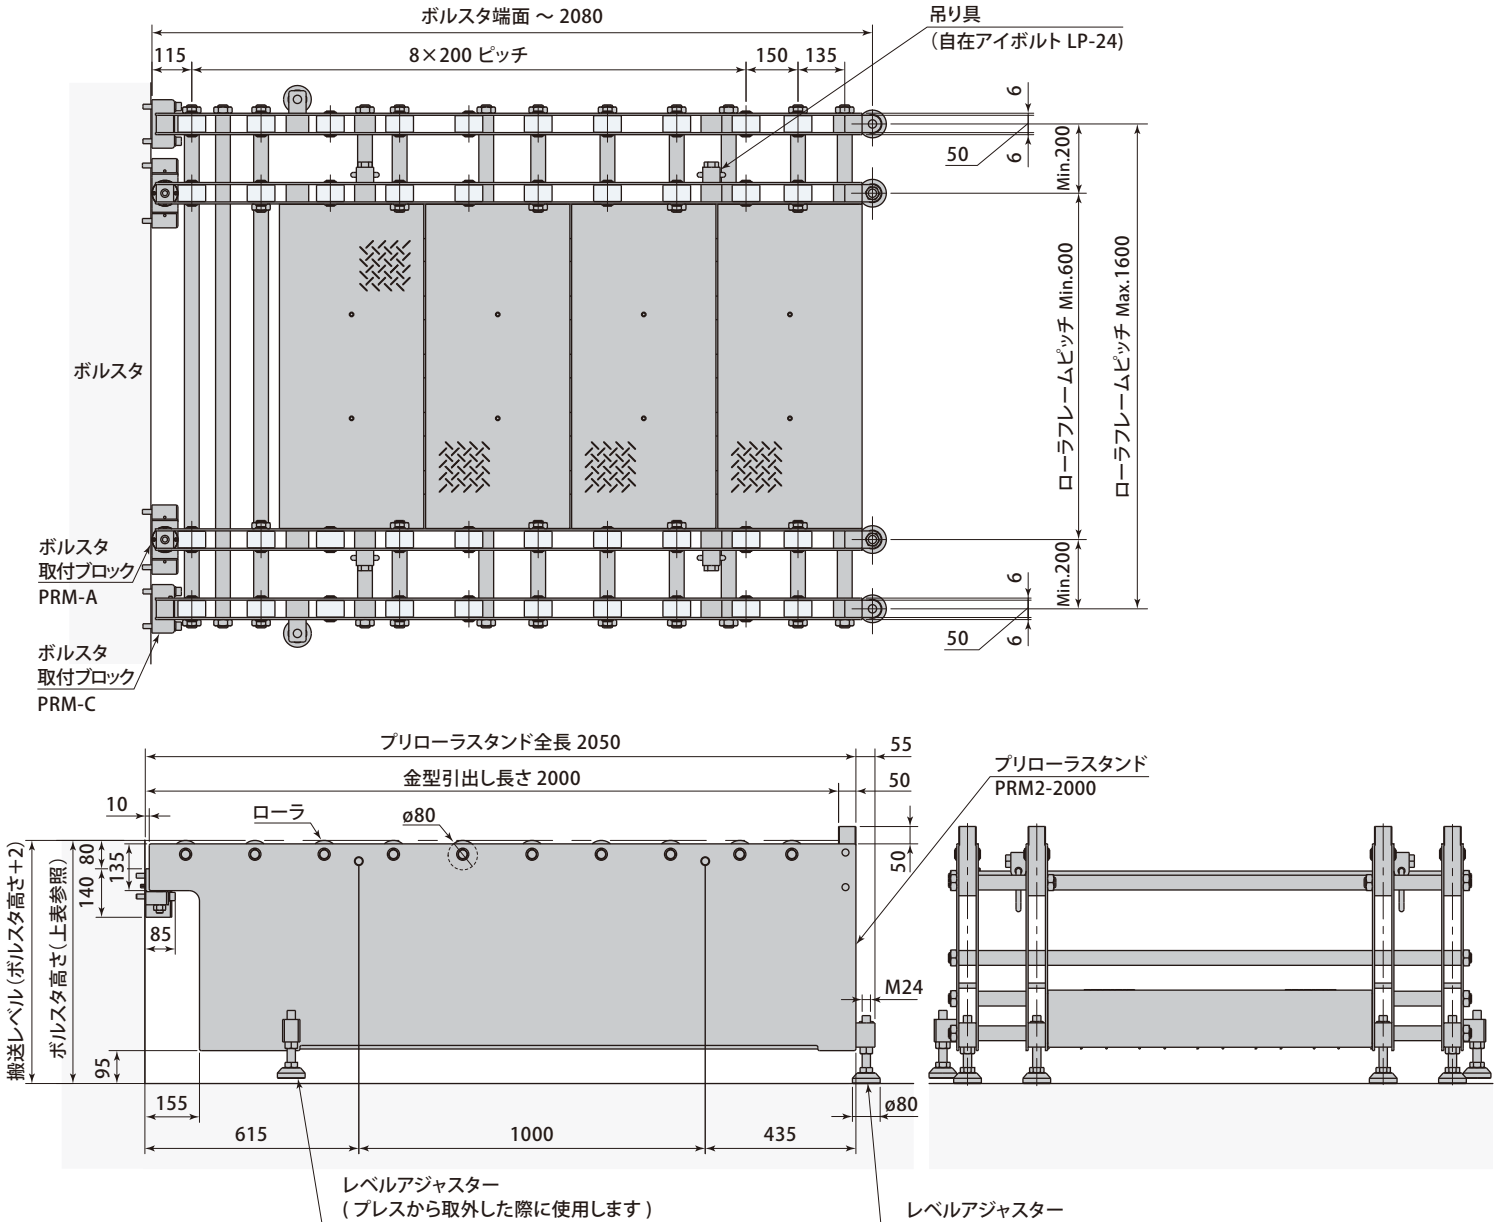 ボルスタ端面 ～ 2080
吊り具
（自在アイボルト LP-24)
115
8×200 ピッチ
150
135
6
50
6
Min.200
ローラフレームピッチ Min.600
ローラフレームピッチ Max.1600
ボルスタ
ボルスタ
取付ブロック
PRM-A
Min.200
6
50
6
ボルスタ
取付ブロック
PRM-C
プリローラスタンド全長 2050
55
金型引出し長さ 2000
50
プリローラスタンド
PRM2-2000
10
ローラ
ø80
80
135
140
50
85
搬送レベル（ボルスタ高さ＋2）
ボルスタ高さ（上表参照）
M24
95
155
ø80
615
1000
435
レベルアジャスター
( プレスから取外した際に使用します )
レベルアジャスター